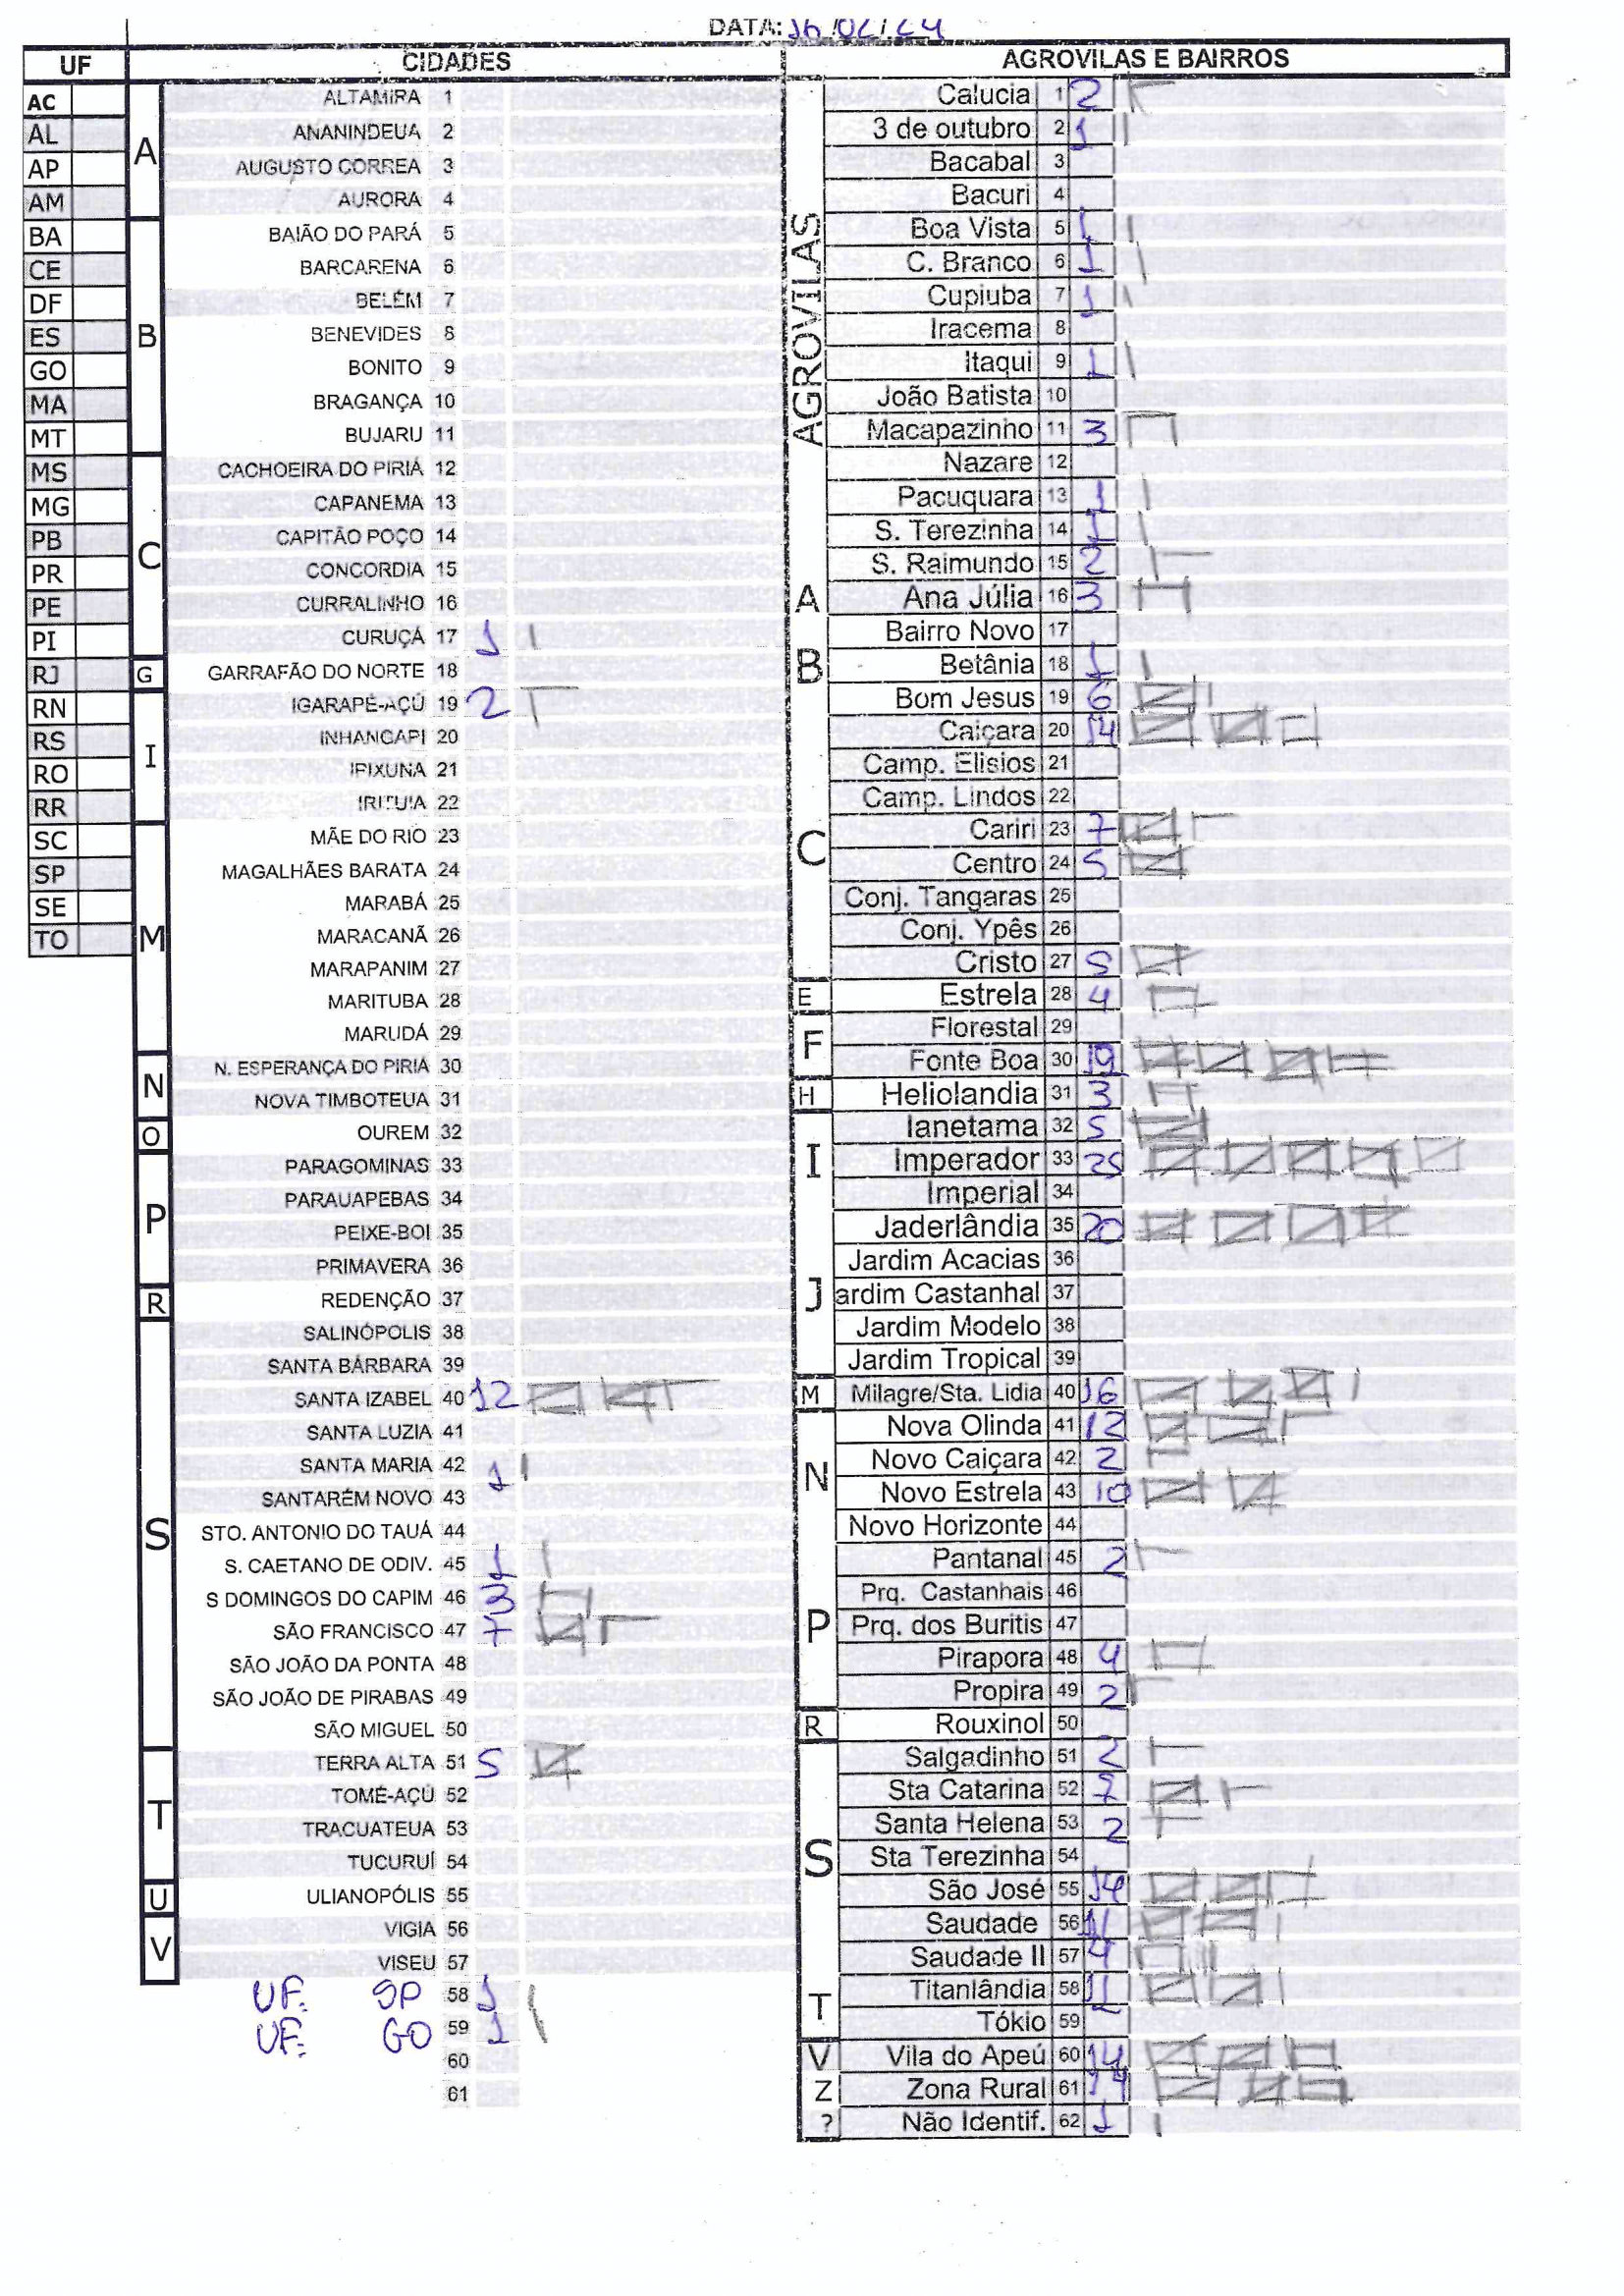 DATA: 16/02/24
UF CIDADES AGROVILAS E BAIRROS
AC
AL
AP
AM
BA
CE
DF
ES
GO
MA
MT
MS
MG
PB
PR
PE
PI
RJ
RN
RS
RO
RR
SC
SP
SE
TO
A
ALTAMIRA 1
ANANINDEUA 2
AUGUSTO CORREA 3
AURORA 4
B
BAIÃO DO PARÁ 5
BARCARENA 6
BELÉM 7
BENEVIDES 8
BONITO 9
BRAGANÇA 10
BUJARU 11
C
CACHOEIRA DO PIRIÁ 12
CAPANEMA 13
CAPITÃO POÇO 14
CONCORDIA 15
CURRALINHO 16
CURUÇÁ 17 1
G
GARRAFÃO DO NORTE 18
I
IGARAPÉ-AÇÚ 19 2
INHANGAPI 20
IPIXUNA 21
IRITUIA 22
M
MÃE DO RIO 23
MAGALHÃES BARATA 24
MARABÁ 25
MARACANÃ 26
MARAPANIM 27
MARITUBA 28
MARUDÁ 29
N
N. ESPERANÇA DO PIRIÁ 30
NOVA TIMBOTEUA 31
O
OUREM 32
P
PARAGOMINAS 33
PARAUAPEBAS 34
PEIXE-BOI 35
PRIMAVERA 36
R
REDENÇÃO 37
S
SALINÓPOLIS 38
SANTA BÁRBARA 39
SANTA IZABEL 40 12
SANTA LUZIA 41
SANTA MARIA 42 1
SANTARÉM NOVO 43
STO. ANTONIO DO TAUÁ 44
S. CAETANO DE ODIV. 45 1
S DOMINGOS DO CAPIM 46 3
SÃO FRANCISCO 47 7
SÃO JOÃO DA PONTA 48
SÃO JOÃO DE PIRABAS 49
SÃO MIGUEL 50
T
TERRA ALTA 51 5
TOMÉ-AÇÚ 52
TRACUATEUA 53
TUCURUÍ 54
U
ULIANOPÓLIS 55
V
VIGIA 56
VISEU 57
UF: SP 58 1
UF: GO 59 1
60
61
AGROVILAS
Calucia 1 2
3 de outubro 2 1
Bacabal 3
Bacuri 4
Boa Vista 5 1
C. Branco 6 1
Cupiuba 7 1
Iracema 8
Itaqui 9 1
João Batista 10
Macapazinho 11 3
Nazare 12
Pacuquara 13 1
S. Terezinha 14 1
S. Raimundo 15 2
A
Ana Júlia 16 3
B
Bairro Novo 17
Betânia 18 1
Bom Jesus 19 6
C
Caiçara 20 14
Camp. Elisios 21
Camp. Lindos 22
Cariri 23 7
Centro 24 5
Conj. Tangaras 25
Conj. Ypês 26
Cristo 27 5
E
Estrela 28 4
F
Florestal 29
Fonte Boa 30 19
H
Heliolandia 31 3
I
Ianetama 32 5
Imperador 33 25
Imperial 34
J
Jaderlândia 35 20
Jardim Acacias 36
ardim Castanhal 37
Jardim Modelo 38
Jardim Tropical 39
M
Milagre/Sta. Lidia 40 16
N
Nova Olinda 41 12
Novo Caiçara 42 2
Novo Estrela 43 10
Novo Horizonte 44
P
Pantanal 45 2
Prq. Castanhais 46
Prq. dos Buritis 47
Pirapora 48 4
Propira 49 2
R
Rouxinol 50
S
Salgadinho 51 2
Sta Catarina 52 7
Santa Helena 53 2
Sta Terezinha 54
São José 55 14
Saudade 56 11
Saudade II 57 4
T
Titanlândia 58 11
Tókio 59
V
Vila do Apeú 60 14
Z
Zona Rural 61 14
?
Não Identif. 62 1